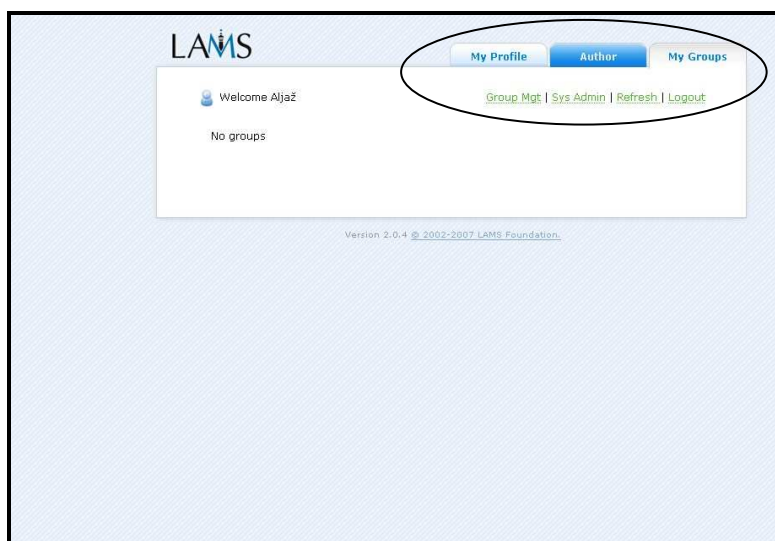 LAMS
My Profile Author My Groups
Welcome Aljaž Group Mgt | Sys Admin | Refresh | Logout
No groups
Version 2.0.4 © 2002-2007 LAMS Foundation.